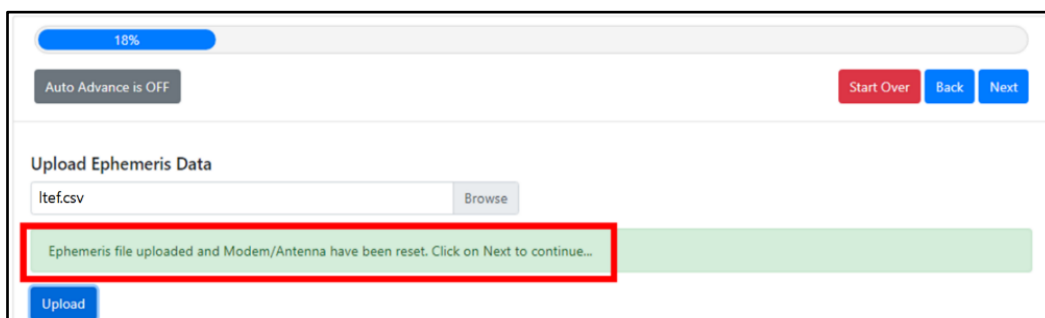 18%
Auto Advance is OFF
Start Over
Back
Next
Upload Ephemeris Data
ltef.csv
Browse
Ephemeris file uploaded and Modem/Antenna have been reset. Click on Next to continue...
Upload